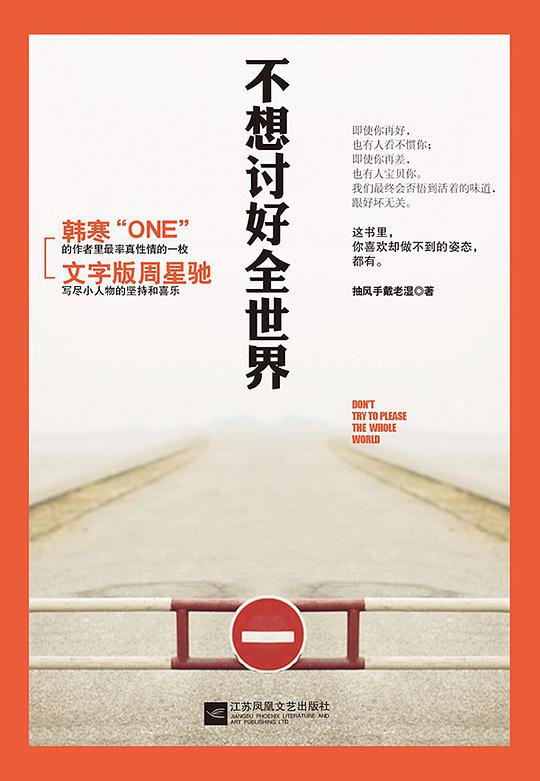 不想讨好全世界
即使你再好，
也有人看不惯你；
即使你再差，
也有人宝贝你。
我们最终会否悟到活着的味道，
跟好坏无关。
这书里，
你喜欢却做不到的姿态，
都有。
抽风手戴老湿◎著
韩寒“ONE”
的作者里最率真性情的一枚
文字版周星驰
写尽小人物的坚持和喜乐
DON'T
TRY TO PLEASE
THE WHOLE
WORLD
江苏凤凰文艺出版社
JIANGSU PHOENIX LITERATURE AND
ART PUBLISHING, LTD